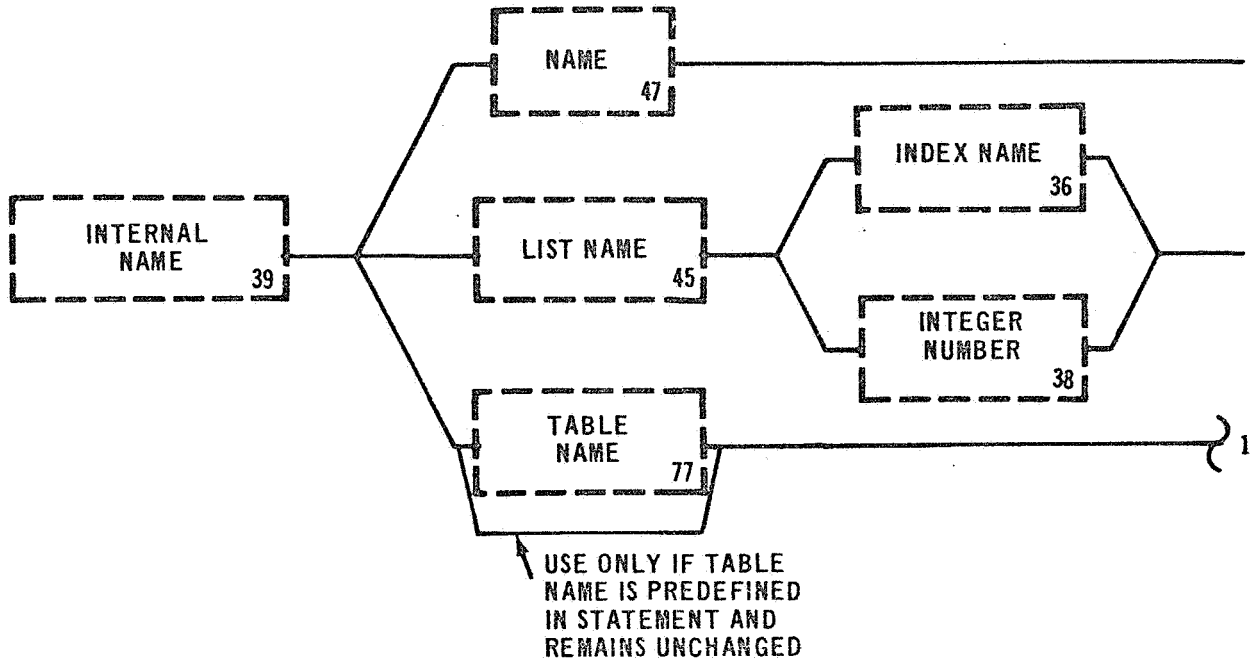 NAME
47
INDEX NAME
36
INTERNAL
NAME
39
LIST NAME
45
INTEGER
NUMBER
38
TABLE
NAME
77
1
USE ONLY IF TABLE
NAME IS PREDEFINED
IN STATEMENT AND
REMAINS UNCHANGED